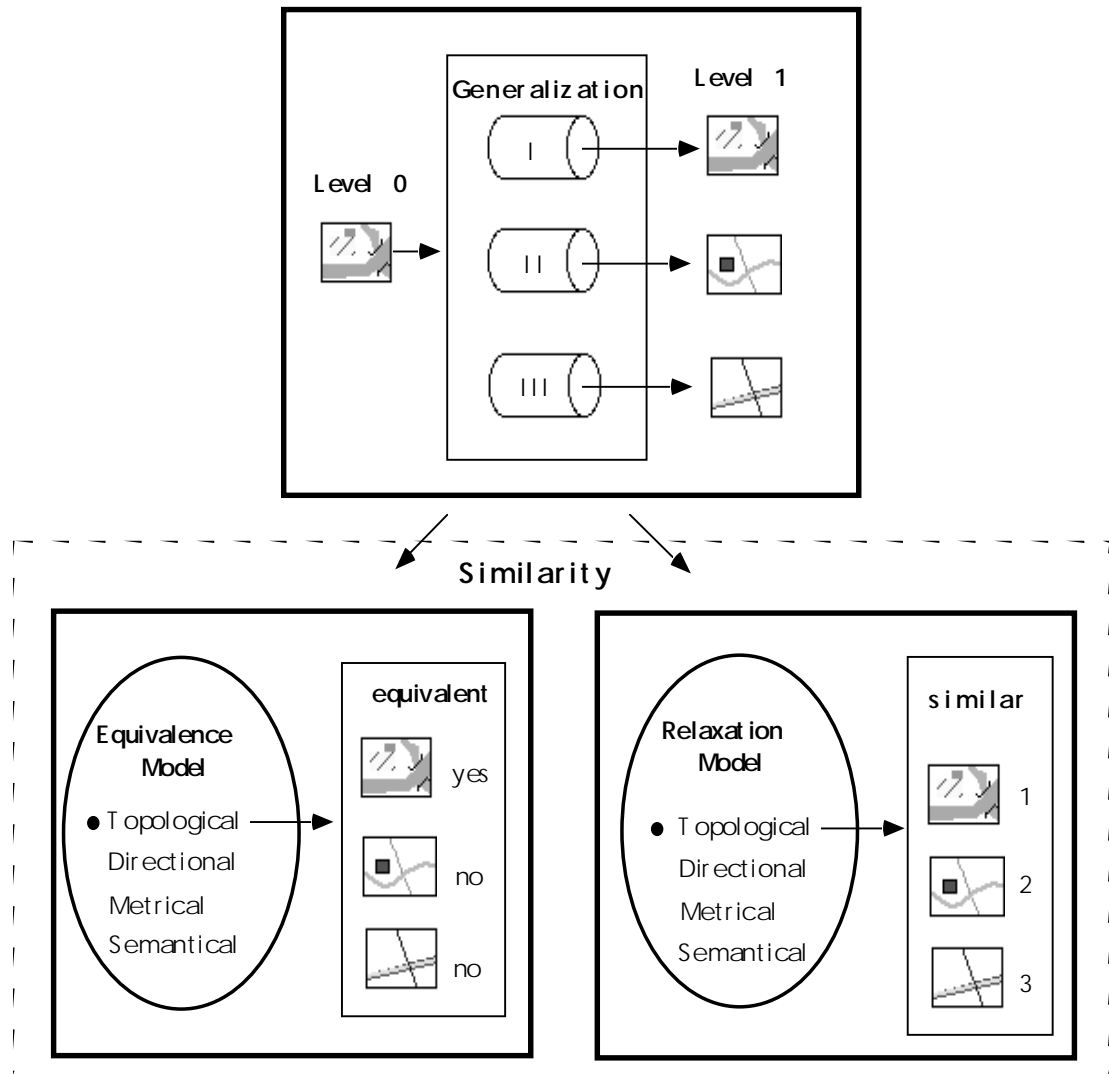 Generalization
Level 1
I
Level 0
II
III
Similarity
equivalent
Equivalence
Model
yes
• Topological
Directional
no
Metrical
Semantical
no
similar
Relaxation
Model
1
• Topological
Directional
2
Metrical
Semantical
3